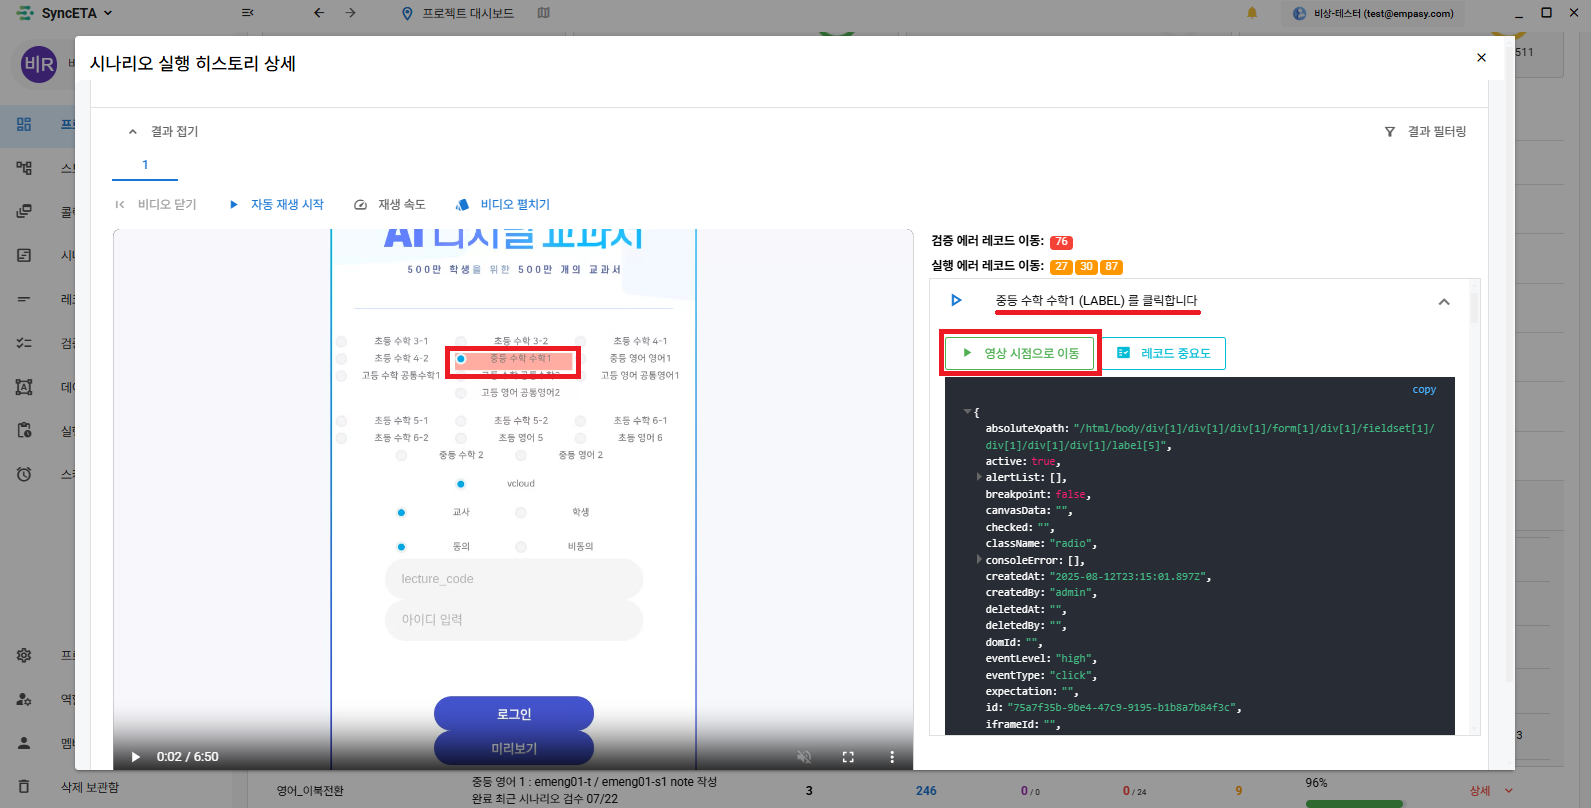 SyncETA
프로젝트 대시보드
비상-테스터 (test@empasy.com)
비R
511
시나리오 실행 히스토리 상세
결과 접기
결과 필터링
1
비디오 닫기
자동 재생 시작
재생 속도
비디오 펼치기
AI 디지털 교과서
500만 학생을 위한 500만 개의 교과서
초등 수학 3-1
초등 수학 3-2
초등 수학 4-1
초등 수학 4-2
중등 수학 수학1
중등 영어 영어1
고등 수학 공통수학1
고등 수학 공통수학2
고등 영어 공통영어1
고등 영어 공통영어2
초등 수학 5-1
초등 수학 5-2
초등 수학 6-1
초등 수학 6-2
초등 영어 5
초등 영어 6
중등 수학 2
중등 영어 2
vcloud
교사
학생
동의
비동의
lecture_code
아이디 입력
로그인
미리보기
0:02 / 6:50
검증 에러 레코드 이동: 76
실행 에러 레코드 이동: 27 30 87
중등 수학 수학1 (LABEL) 를 클릭합니다
영상 시점으로 이동
레코드 중요도
copy
{
absoluteXpath: "/html/body/div[1]/div[1]/div[1]/form[1]/div[1]/fieldset[1]/
div[1]/div[1]/div[1]/label[5]",
active: true,
alertList: [],
breakpoint: false,
canvasData: "",
checked: "",
className: "radio",
consoleError: [],
createdAt: "2025-08-12T23:15:01.897Z",
createdBy: "admin",
deletedAt: "",
deletedBy: "",
domId: "",
eventLevel: "high",
eventType: "click",
expectation: "",
id: "75a7f35b-9be4-47c9-9195-b1b8a7b84f3c",
iframeId: "",
3
삭제 보관함
영어_이북전환
중등 영어 1 : emeng01-t / emeng01-s1 note 작성
완료 최근 시나리오 검수 07/22
3
246
0 / 0
0 / 24
9
96%
상세